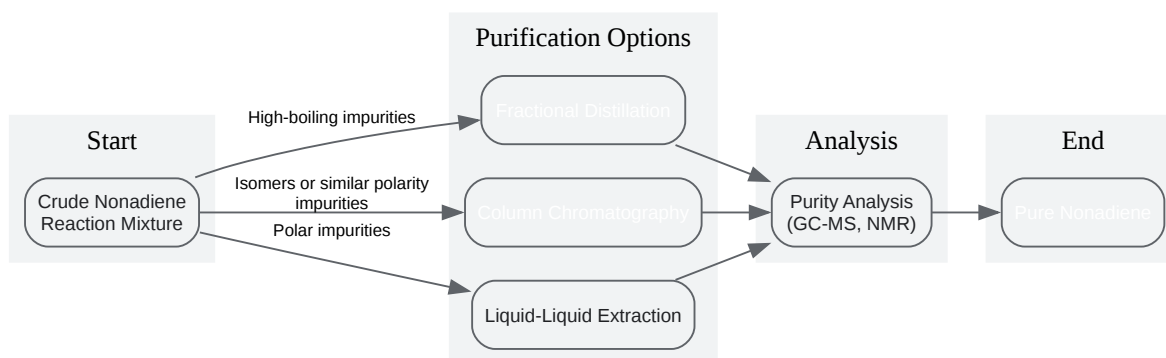 Purification Options
Fractional Distillation
High-boiling impurities
Start
Analysis
End
Isomers or similar polarity
impurities
Crude Nonadiene
Reaction Mixture
Column Chromatography
Purity Analysis
(GC-MS, NMR)
Pure Nonadiene
Polar impurities
Liquid-Liquid Extraction